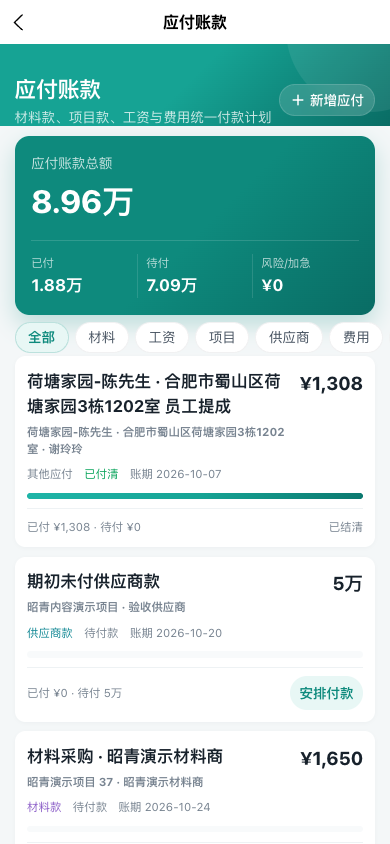 应付账款
应付账款
材料款、项目款、工资与费用统一付款计划
+ 新增应付
应付账款总额
8.96万
已付
待付
风险/加急
1.88万
7.09万
¥0
全部
材料
工资
项目
供应商
费用
荷塘家园-陈先生 · 合肥市蜀山区荷
塘家园3栋1202室 员工提成
¥1,308
荷塘家园-陈先生 · 合肥市蜀山区荷塘家园3栋1202
室 · 谢玲玲
其他应付 已付清 账期 2026-10-07
已付 ¥1,308 · 待付 ¥0
已结清
期初未付供应商款
5万
昭青内容演示项目 · 验收供应商
供应商款 待付款 账期 2026-10-20
已付 ¥0 · 待付 5万
安排付款
材料采购 · 昭青演示材料商
¥1,650
昭青演示项目 37 · 昭青演示材料商
材料款 待付款 账期 2026-10-24